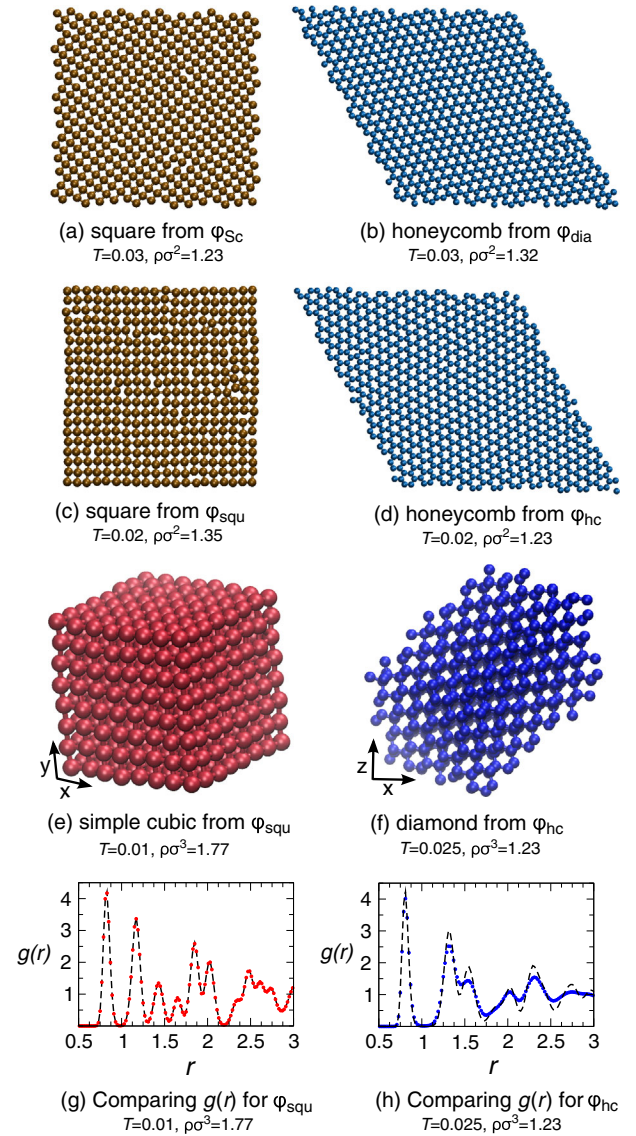 (a) square from φSc
T=0.03, ρσ²=1.23
(b) honeycomb from φdia
T=0.03, ρσ²=1.32
(c) square from φsqu
T=0.02, ρσ²=1.35
(d) honeycomb from φhc
T=0.02, ρσ²=1.23
y
x
z
x
(e) simple cubic from φsqu
T=0.01, ρσ³=1.77
(f) diamond from φhc
T=0.025, ρσ³=1.23
4
3
g(r)
2
1
0.5 1 1.5 2 2.5 3
r
4
3
g(r)
2
1
0.5 1 1.5 2 2.5 3
r
(g) Comparing g(r) for φsqu
T=0.01, ρσ³=1.77
(h) Comparing g(r) for φhc
T=0.025, ρσ³=1.23